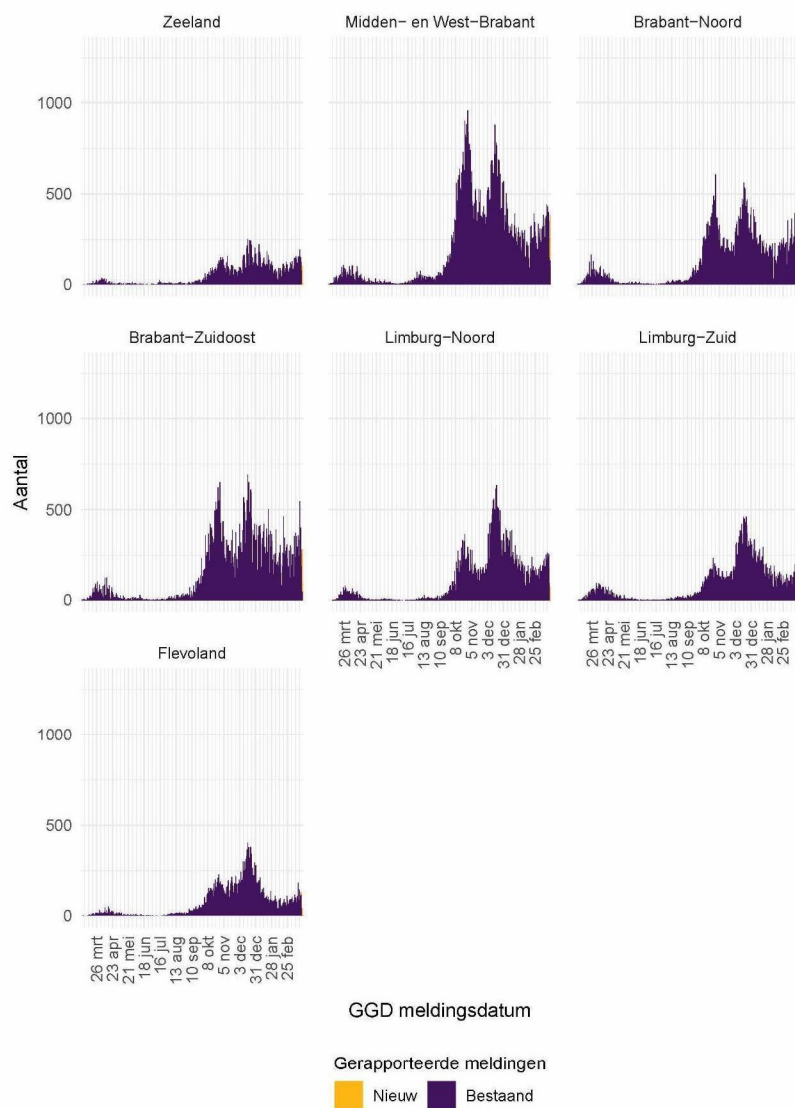 Zeeland
Midden- en West-Brabant
Brabant-Noord
1000
500
0
Brabant-Zuidoost
Limburg-Noord
Limburg-Zuid
1000
500
0
Aantal
26 mrt
23 apr
21 mei
18 jun
16 jul
13 aug
10 sep
8 okt
5 nov
3 dec
31 dec
28 jan
25 feb
26 mrt
23 apr
21 mei
18 jun
16 jul
13 aug
10 sep
8 okt
5 nov
3 dec
31 dec
28 jan
25 feb
Flevoland
1000
500
0
26 mrt
23 apr
21 mei
18 jun
16 jul
13 aug
10 sep
8 okt
5 nov
3 dec
31 dec
28 jan
25 feb
GGD meldingsdatum
Gerapporteerde meldingen
Nieuw
Bestaand